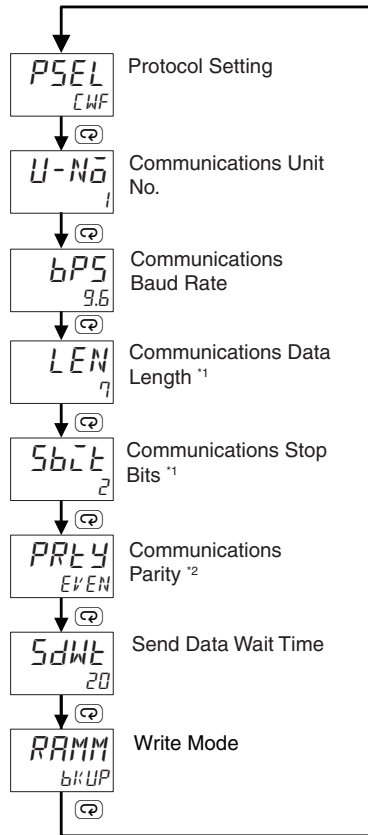 PSEL
CWF
Protocol Setting
U-No
1
Communications Unit
No.
bPS
9.6
Communications
Baud Rate
LEN
7
Communications Data
Length *1
SbIt
2
Communications Stop
Bits *1
PRtY
EVEN
Communications
Parity *2
SdWt
20
Send Data Wait Time
RAMM
bKUP
Write Mode